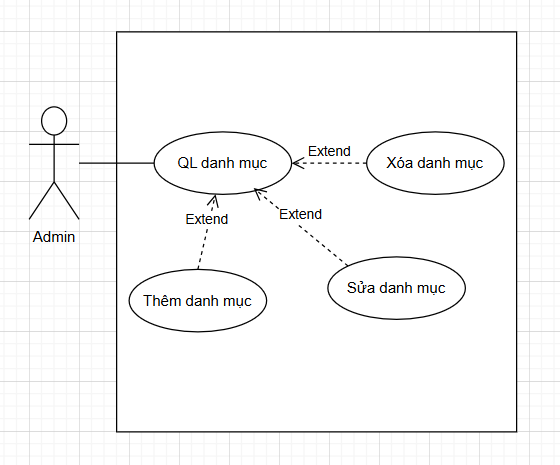 Extend
QL danh mục
Xóa danh mục
Extend
Extend
Admin
Sửa danh mục
Thêm danh mục